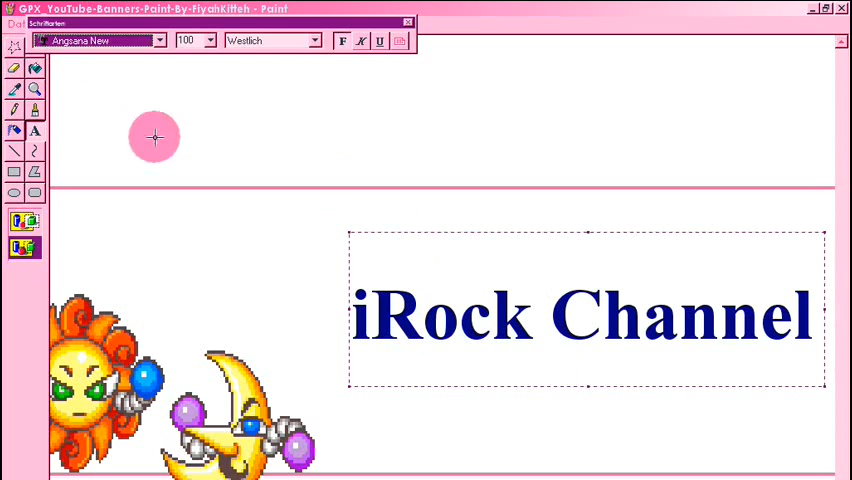 GPX_YouTube-Banners-Paint-By-FiyahKitteh - Paint
Schriftarten
Angsana New 100 Westlich F K U
A
iRock Channel